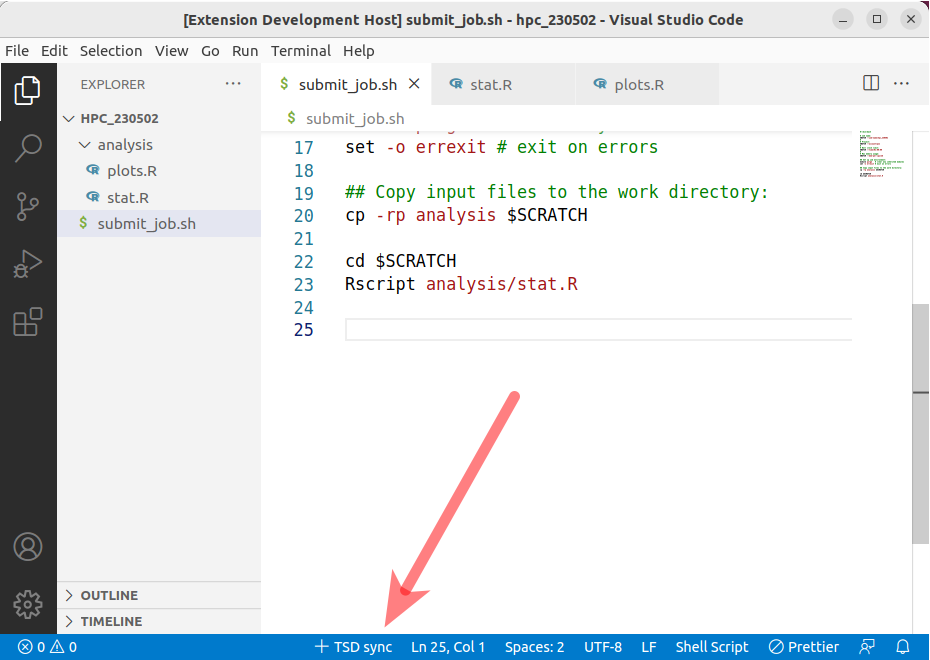 [Extension Development Host] submit_job.sh - hpc_230502 - Visual Studio Code
File Edit Selection View Go Run Terminal Help
EXPLORER
HPC_230502
analysis
plots.R
stat.R
$ submit_job.sh
OUTLINE
TIMELINE
$ submit_job.sh stat.R plots.R
$ submit_job.sh
17 set -o errexit # exit on errors
18
19 ## Copy input files to the work directory:
20 cp -rp analysis $SCRATCH
21
22 cd $SCRATCH
23 Rscript analysis/stat.R
24
25
0 0 TSD sync Ln 25, Col 1 Spaces: 2 UTF-8 LF Shell Script Prettier